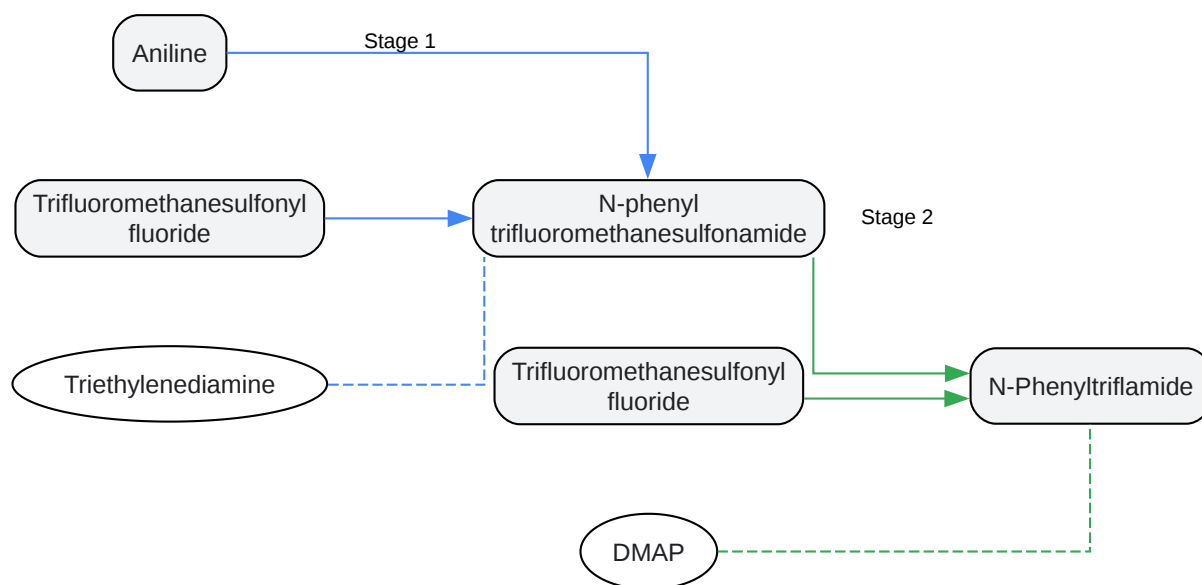 Aniline
Stage 1
Trifluoromethanesulfonyl
fluoride
N-phenyl
trifluoromethanesulfonamide
Stage 2
Triethylenediamine
Trifluoromethanesulfonyl
fluoride
N-Phenyltriflamide
DMAP